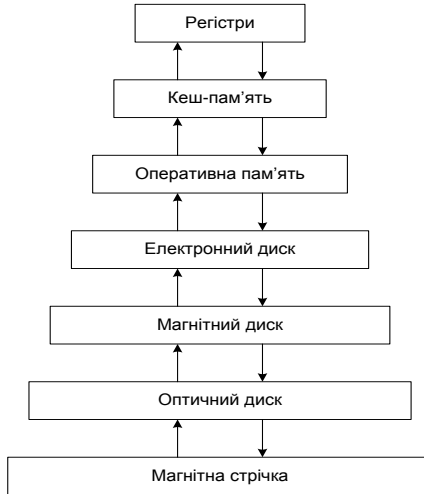 Регістри
Кеш-пам’ять
Оперативна пам’ять
Електронний диск
Магнітний диск
Оптичний диск
Магнітна стрічка